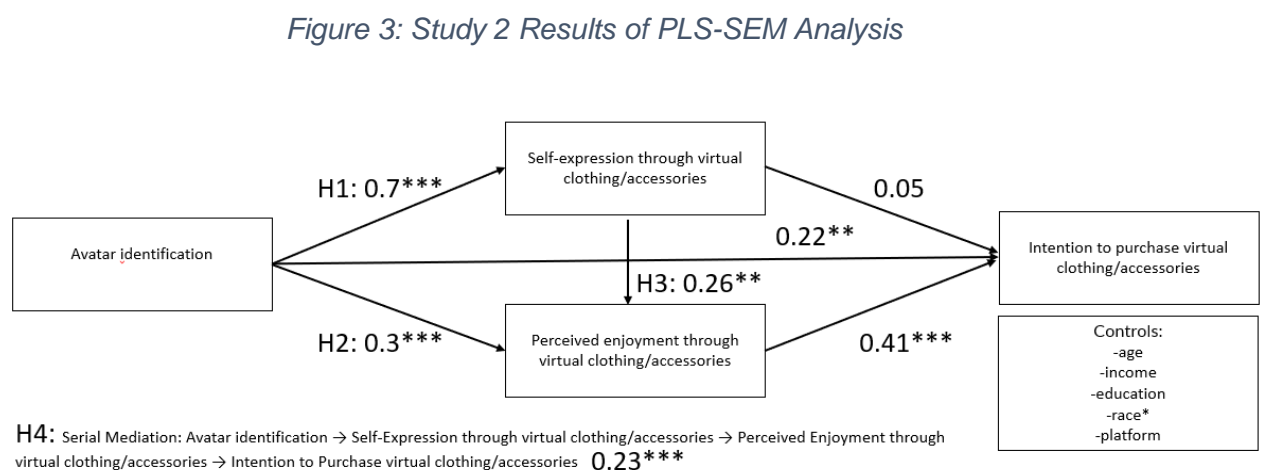 Figure 3: Study 2 Results of PLS-SEM Analysis
Self-expression through virtual
clothing/accessories
H1: 0.7***
0.05
Avatar identification
0.22**
Intention to purchase virtual
clothing/accessories
H3: 0.26**
H2: 0.3***
Perceived enjoyment through
virtual clothing/accessories
0.41***
Controls:
-age
-income
-education
-race*
-platform
H4: Serial Mediation: Avatar identification → Self-Expression through virtual clothing/accessories → Perceived Enjoyment through
virtual clothing/accessories → Intention to Purchase virtual clothing/accessories 0.23***